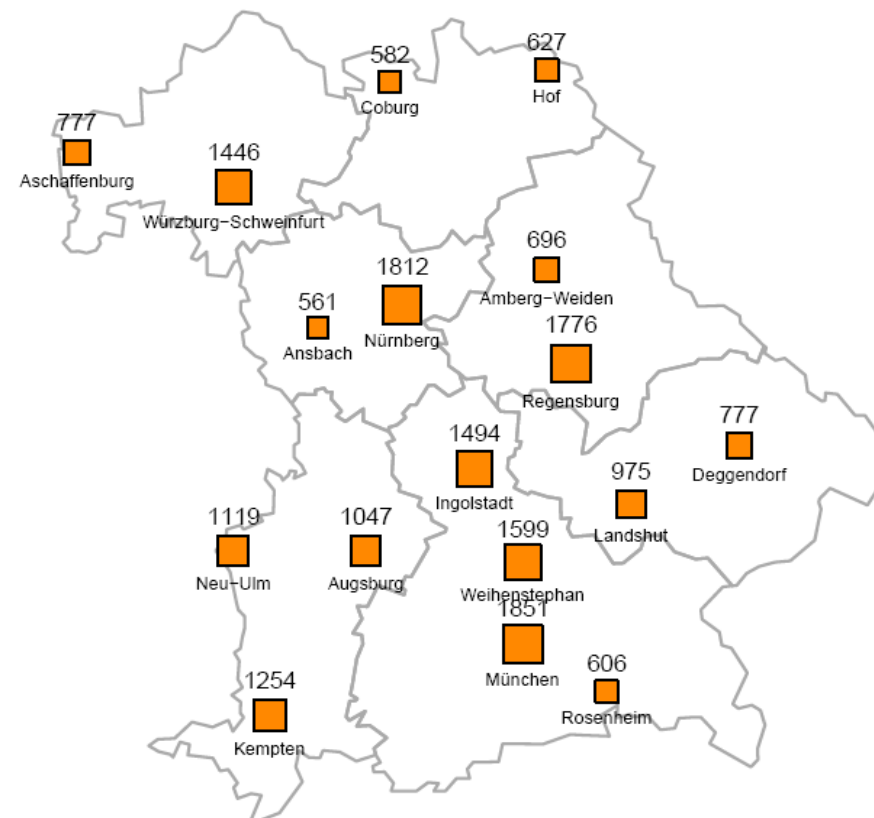 582
Coburg
627
Hof
777
Aschaffenburg
1446
Würzburg−Schweinfurt
696
Amberg−Weiden
1812
Nürnberg
561
Ansbach
1776
Regensburg
777
Deggendorf
1494
Ingolstadt
975
Landshut
1119
Neu−Ulm
1047
Augsburg
1599
Weihenstephan
1851
München
606
Rosenheim
1254
Kempten